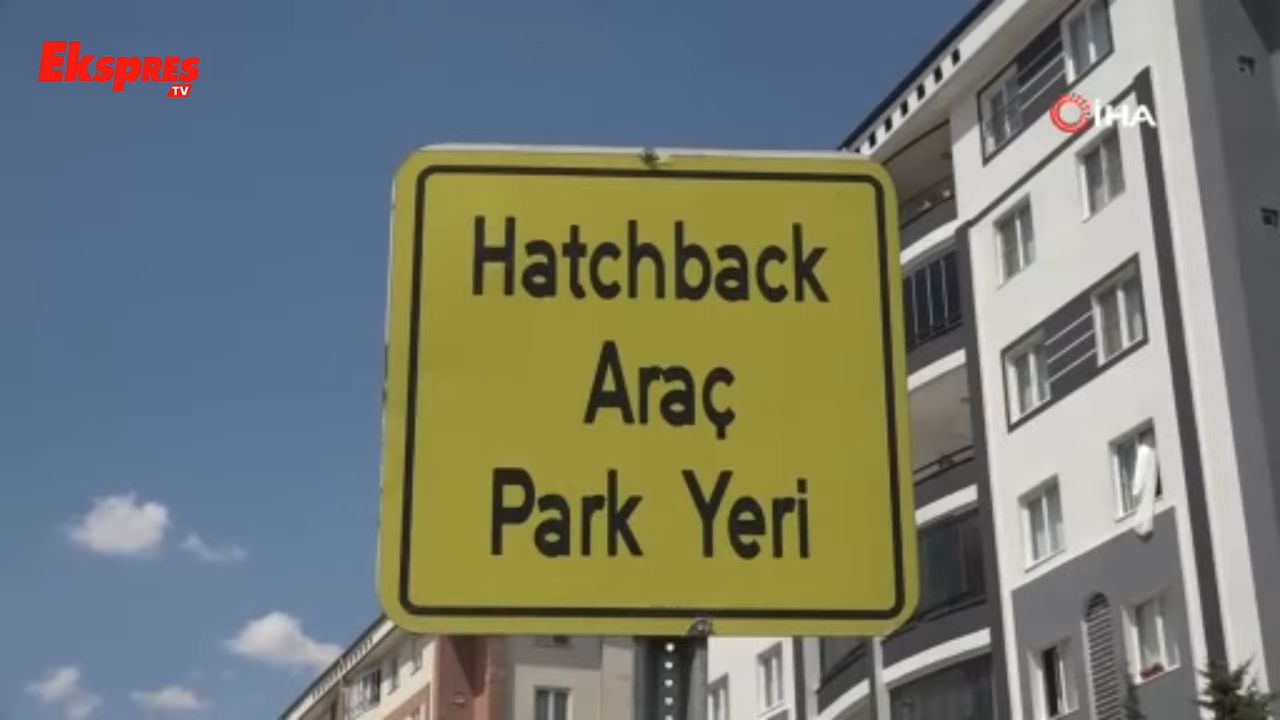 Ekspres
TV
İHA
Hatchback
Araç
Park Yeri